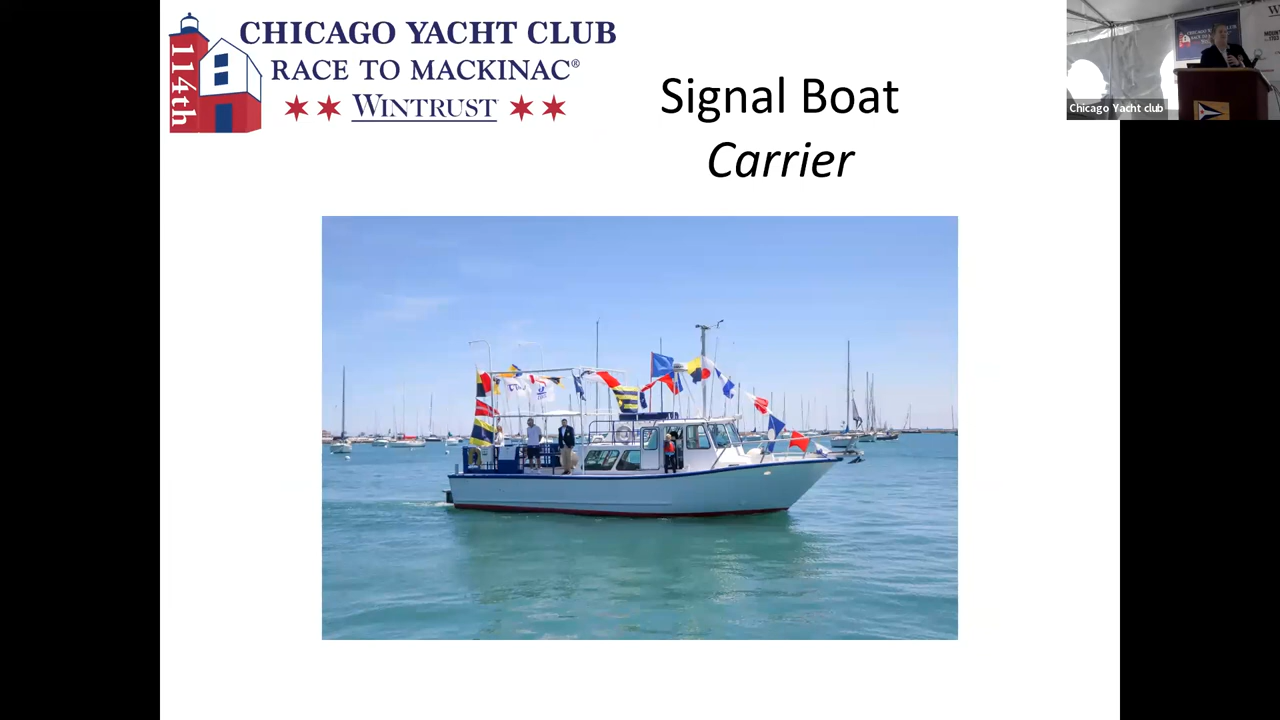 CHICAGO YACHT CLUB
RACE TO MACKINAC®
WINTRUST
114th
Signal Boat
Carrier
Chicago Yacht club